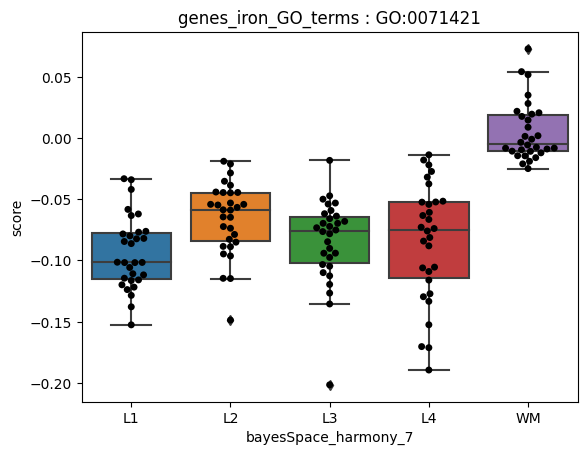 genes_iron_GO_terms : GO:0071421
score
0.05
0.00
−0.05
−0.10
−0.15
−0.20
L1 L2 L3 L4 WM
bayesSpace_harmony_7